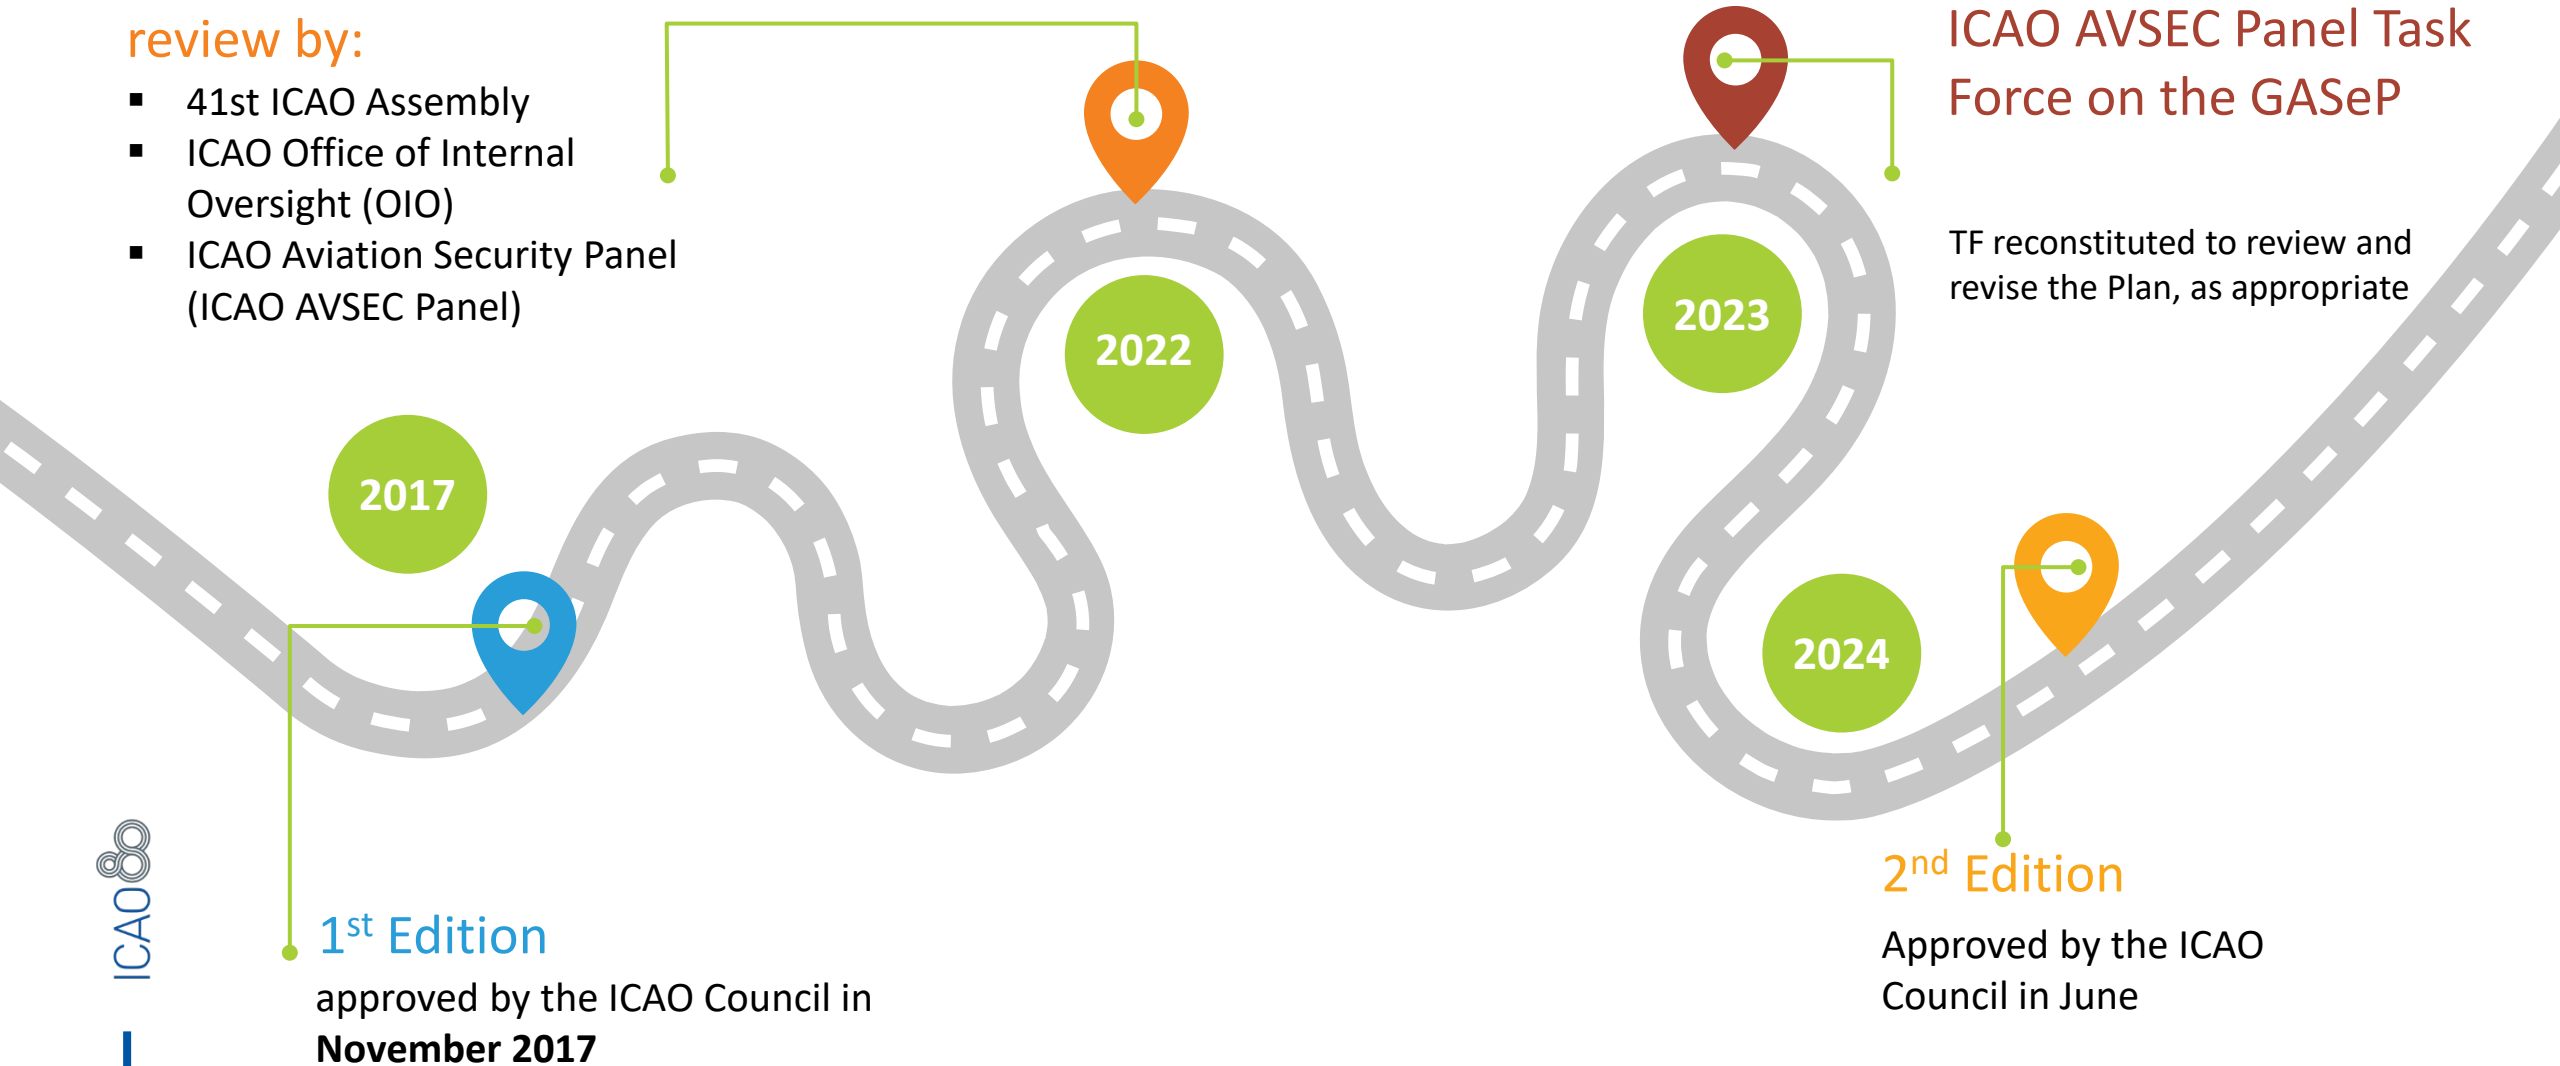 review by:
▪ 41st ICAO Assembly
▪ ICAO Office of Internal
Oversight (OIO)
▪ ICAO Aviation Security Panel
(ICAO AVSEC Panel)
ICAO AVSEC Panel Task
Force on the GASeP
TF reconstituted to review and
revise the Plan, as appropriate
2017
2022
2023
2024
1st Edition
approved by the ICAO Council in
November 2017
2nd Edition
Approved by the ICAO
Council in June
ICAO